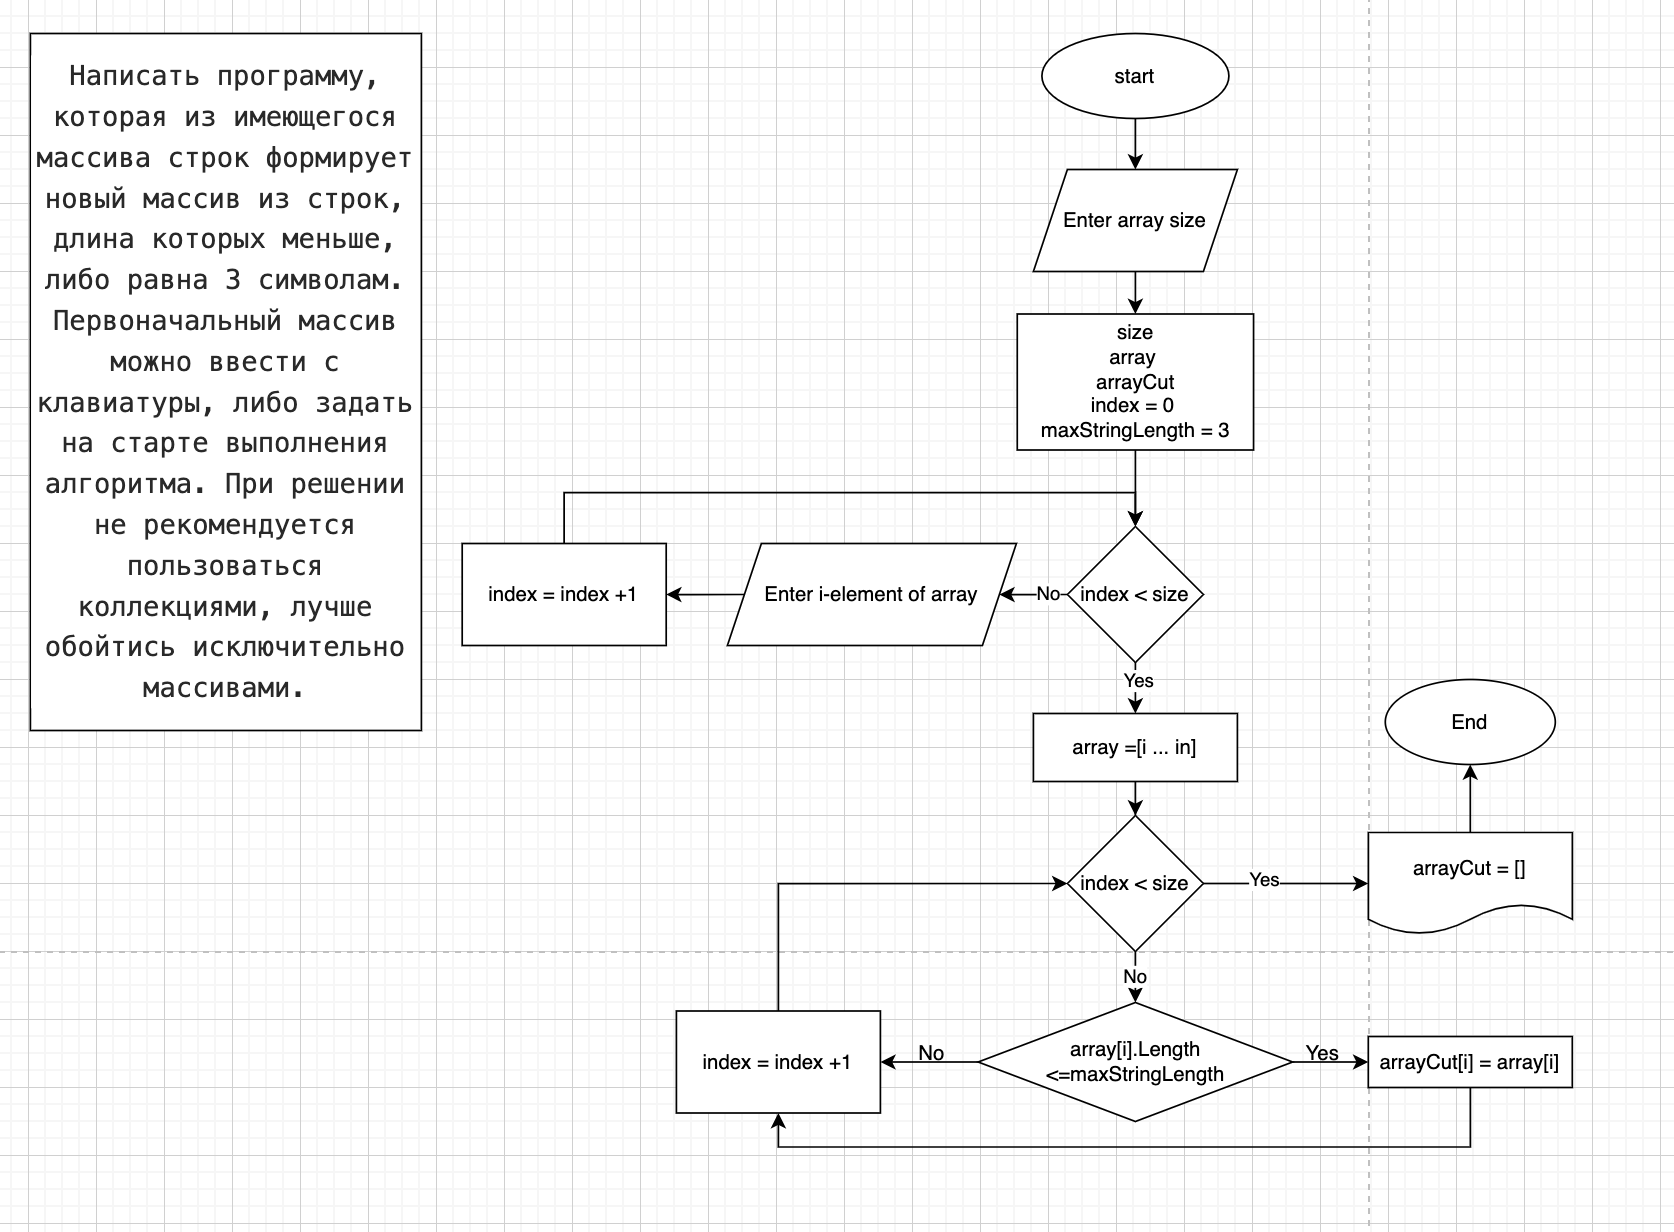 Написать программу,
которая из имеющегося
массива строк формирует
новый массив из строк,
длина которых меньше,
либо равна 3 символам.
Первоначальный массив
можно ввести с
клавиатуры, либо задать
на старте выполнения
алгоритма. При решении
не рекомендуется
пользоваться
коллекциями, лучше
обойтись исключительно
массивами.
start
Enter array size
size
array
arrayCut
index = 0
maxStringLength = 3
index < size
No
Enter i-element of array
index = index +1
Yes
array =[i ... in]
index < size
Yes
arrayCut = []
End
No
array[i].Length
<=maxStringLength
No
index = index +1
Yes
arrayCut[i] = array[i]